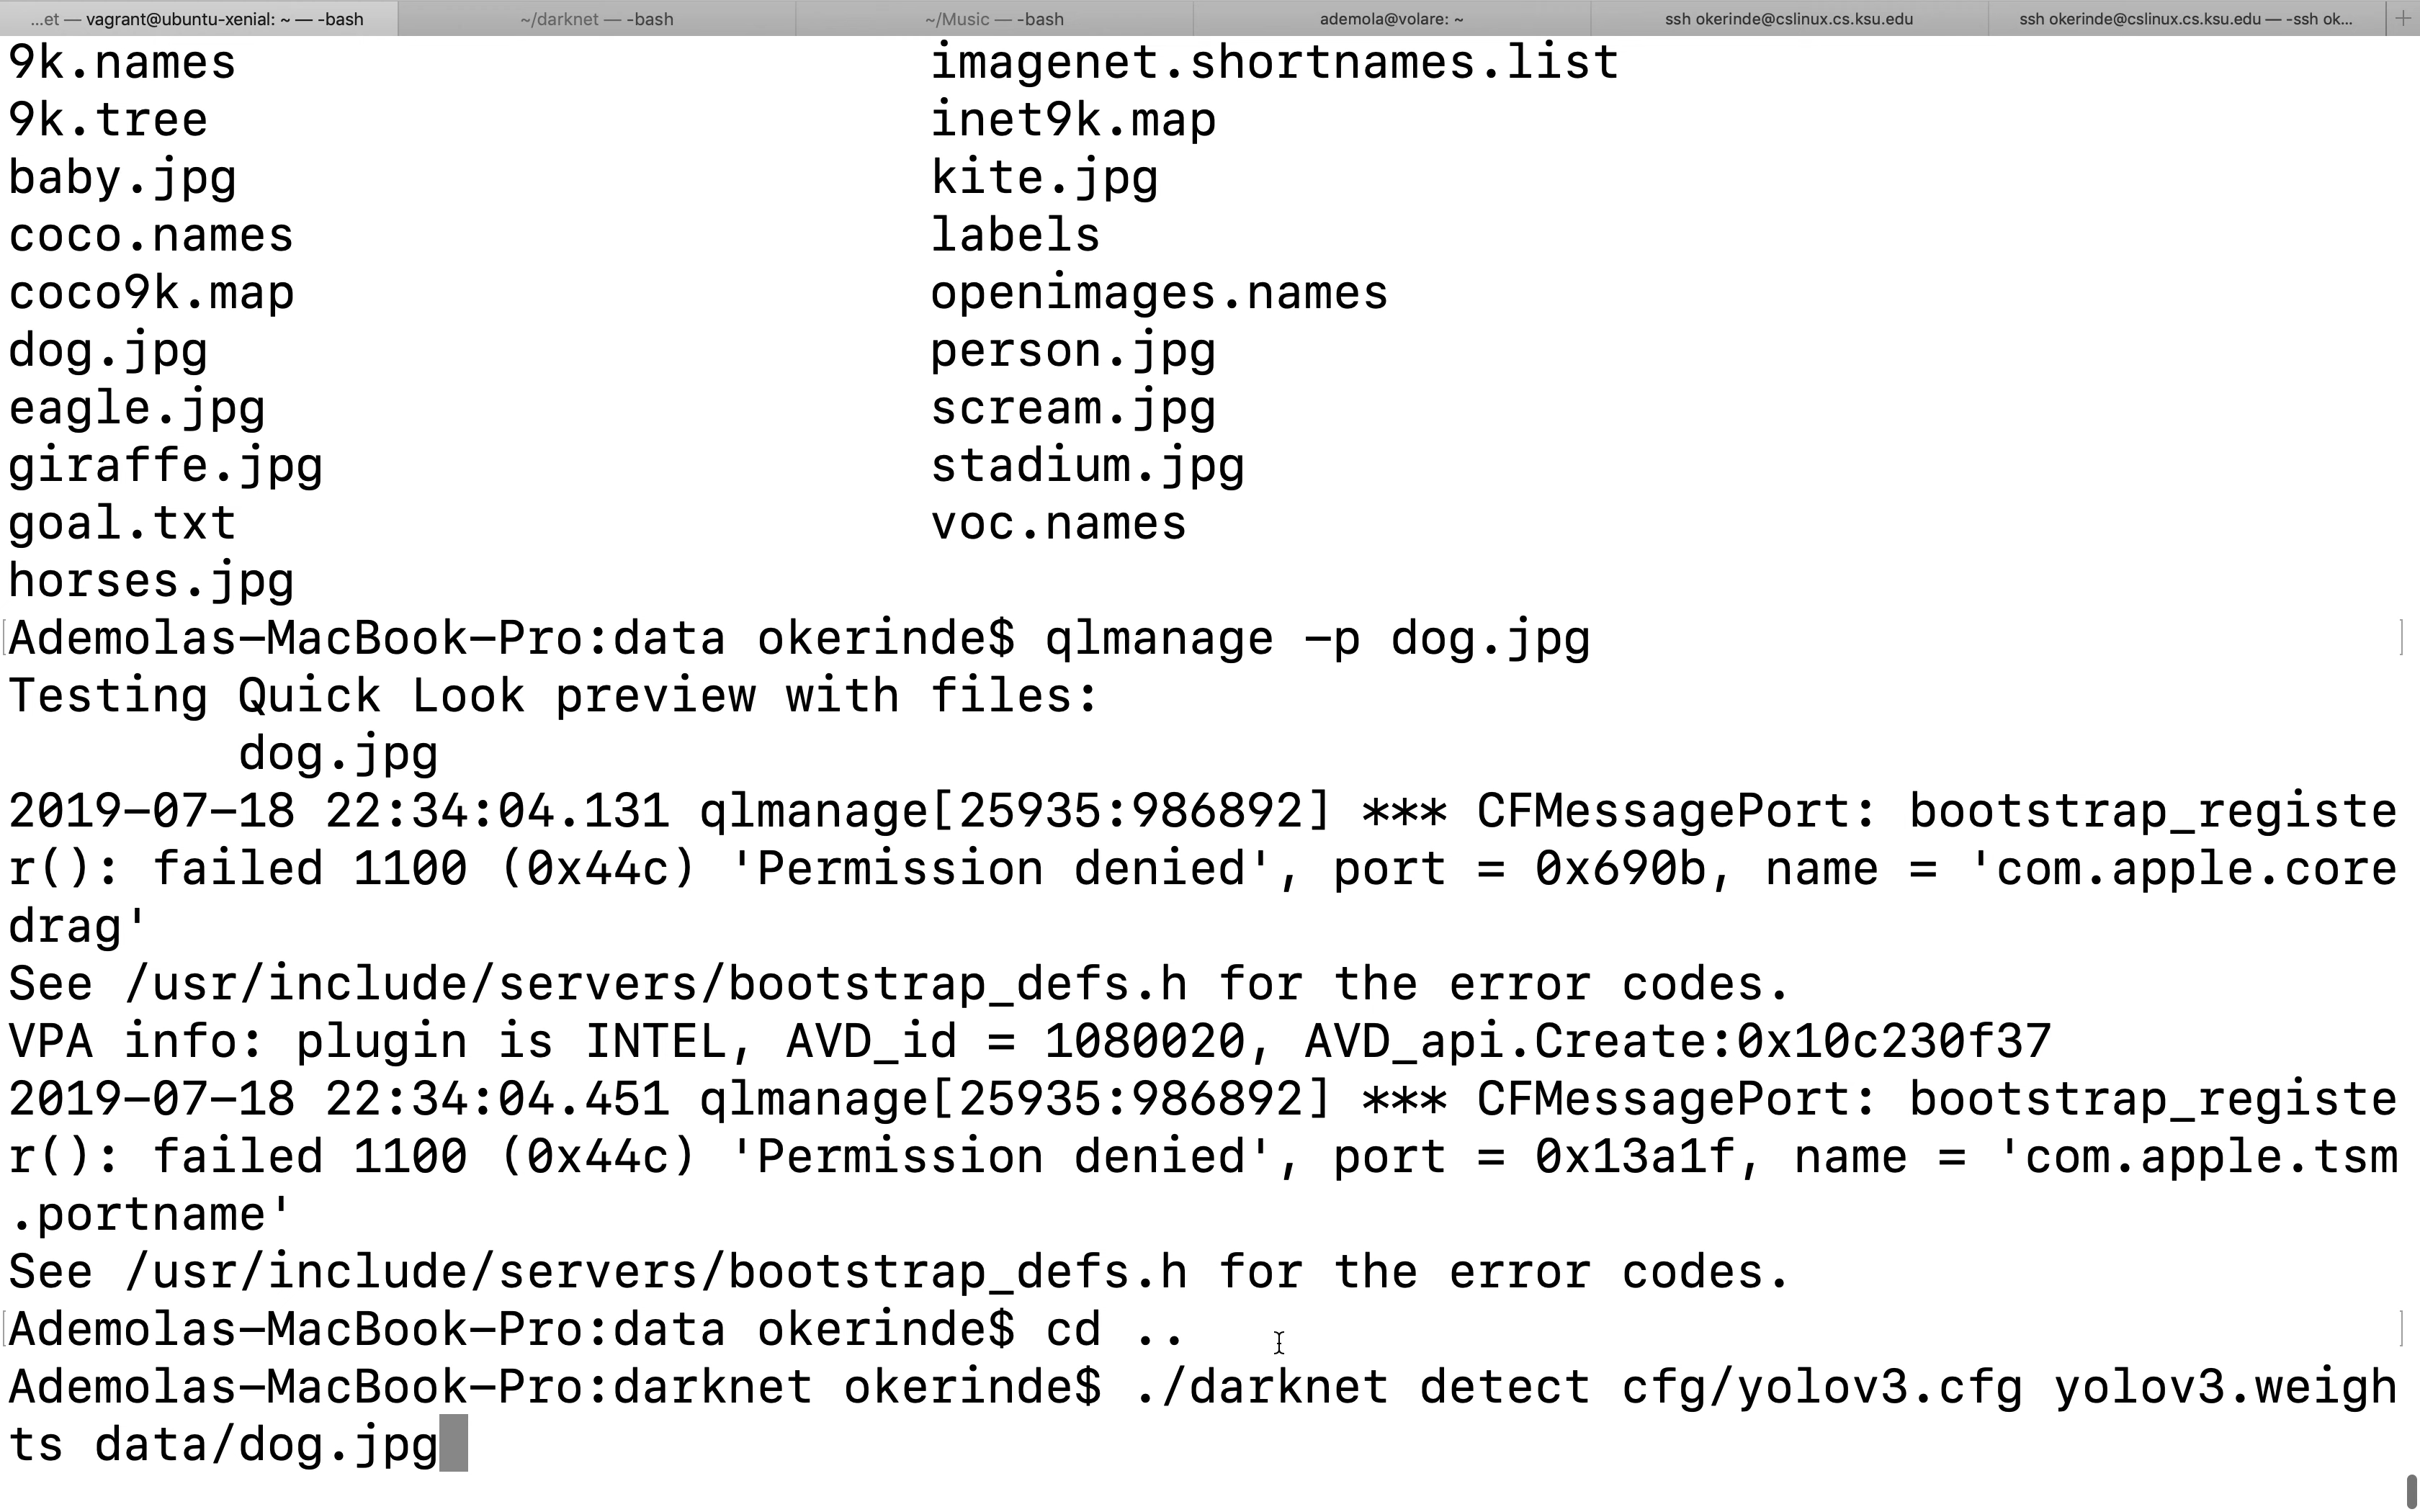 ...et — vagrant@ubuntu-xenial: ~ — -bash
~/darknet — -bash
~/Music — -bash
ademola@volare: ~
ssh okerinde@cslinux.cs.ksu.edu
ssh okerinde@cslinux.cs.ksu.edu — -ssh ok...
9k.names imagenet.shortnames.list
9k.tree inet9k.map
baby.jpg kite.jpg
coco.names labels
coco9k.map openimages.names
dog.jpg person.jpg
eagle.jpg scream.jpg
giraffe.jpg stadium.jpg
goal.txt voc.names
horses.jpg
[Ademolas-MacBook-Pro:data okerinde$ qlmanage -p dog.jpg ]
Testing Quick Look preview with files:
dog.jpg
2019-07-18 22:34:04.131 qlmanage[25935:986892] *** CFMessagePort: bootstrap_registe
r(): failed 1100 (0x44c) 'Permission denied', port = 0x690b, name = 'com.apple.core
drag'
See /usr/include/servers/bootstrap_defs.h for the error codes.
VPA info: plugin is INTEL, AVD_id = 1080020, AVD_api.Create:0x10c230f37
2019-07-18 22:34:04.451 qlmanage[25935:986892] *** CFMessagePort: bootstrap_registe
r(): failed 1100 (0x44c) 'Permission denied', port = 0x13a1f, name = 'com.apple.tsm
.portname'
See /usr/include/servers/bootstrap_defs.h for the error codes.
[Ademolas-MacBook-Pro:data okerinde$ cd .. ]
Ademolas-MacBook-Pro:darknet okerinde$ ./darknet detect cfg/yolov3.cfg yolov3.weigh
ts data/dog.jpg